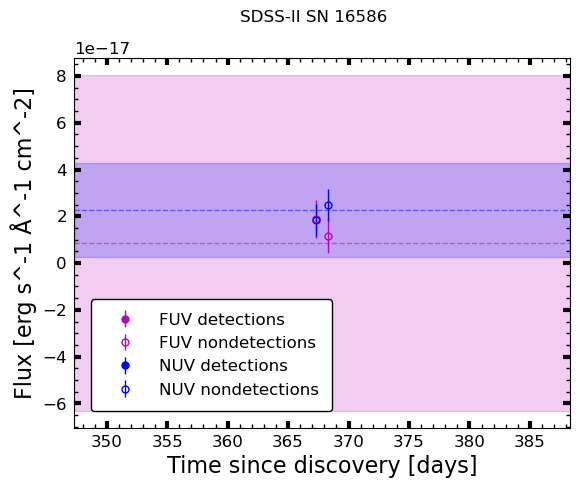 SDSS-II SN 16586
1e−17
8
6
4
2
0
−2
−4
−6
Flux [erg s^-1 Å^-1 cm^-2]
FUV detections
FUV nondetections
NUV detections
NUV nondetections
350 355 360 365 370 375 380 385
Time since discovery [days]